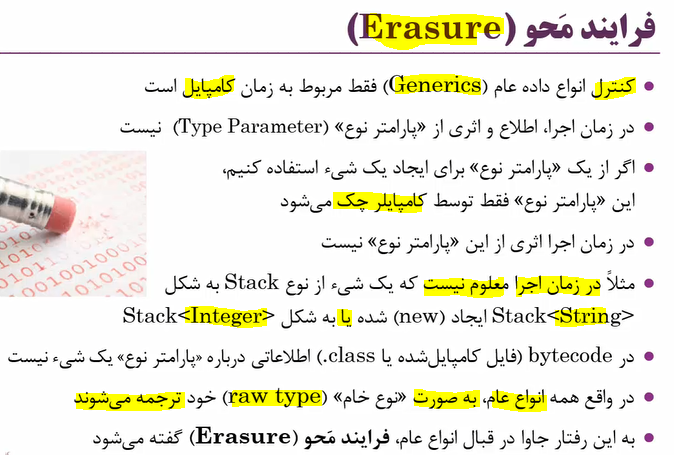 فرایند مَحو (Erasure)
کنترل انواع داده عام (Generics) فقط مربوط به زمان کامپایل است
در زمان اجرا، اطلاع و اثری از «پارامتر نوع» (Type Parameter) نیست
اگر از یک «پارامتر نوع» برای ایجاد یک شیء استفاده کنیم،
این «پارامتر نوع» فقط توسط کامپایلر چک می‌شود
در زمان اجرا اثری از این «پارامتر نوع» نیست
مثلاً در زمان اجرا معلوم نیست که یک شیء از نوع Stack به شکل
Stack<String> ایجاد (new) شده یا به شکل Stack<Integer>
در bytecode (فایل کامپایل‌شده یا class.) اطلاعاتی درباره «پارامتر نوع» یک شیء نیست
در واقع همه انواع عام، به صورت «نوع خام» (raw type) خود ترجمه می‌شوند
به این رفتار جاوا در قبال انواع عام، فرایند مَحو (Erasure) گفته می‌شود